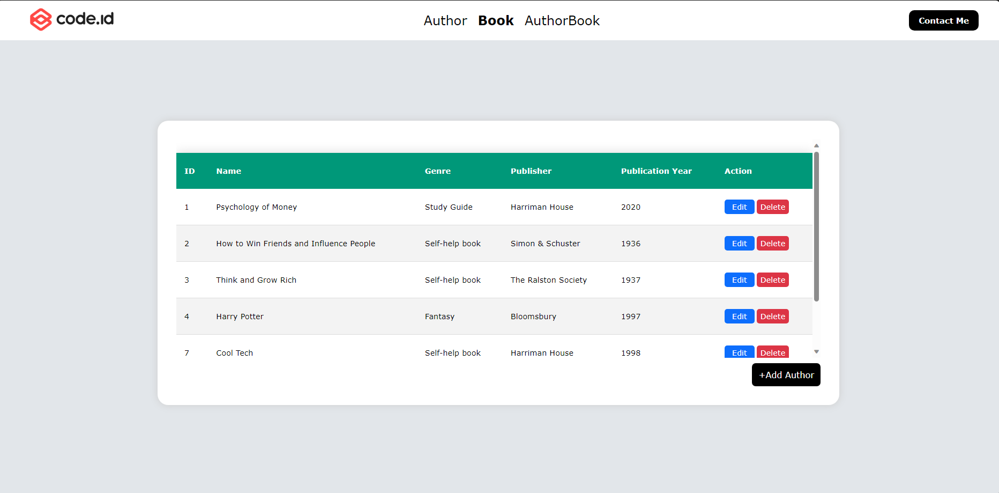 code.id
Author Book AuthorBook
Contact Me
ID Name Genre Publisher Publication Year Action
1 Psychology of Money Study Guide Harriman House 2020 Edit Delete
2 How to Win Friends and Influence People Self-help book Simon & Schuster 1936 Edit Delete
3 Think and Grow Rich Self-help book The Ralston Society 1937 Edit Delete
4 Harry Potter Fantasy Bloomsbury 1997 Edit Delete
7 Cool Tech Self-help book Harriman House 1998 Edit Delete
+Add Author